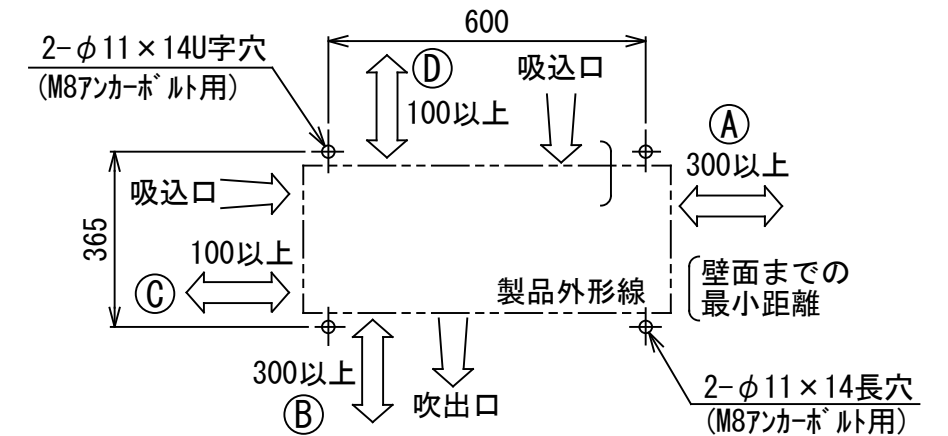 600
2-φ11×14U字穴
(M8アンカーボルト用)
Ⓓ
100以上
吸込口
Ⓐ
300以上
吸込口
365
100以上
Ⓒ
製品外形線
壁面までの
最小距離
300以上
Ⓑ
吹出口
2-φ11×14長穴
(M8アンカーボルト用)